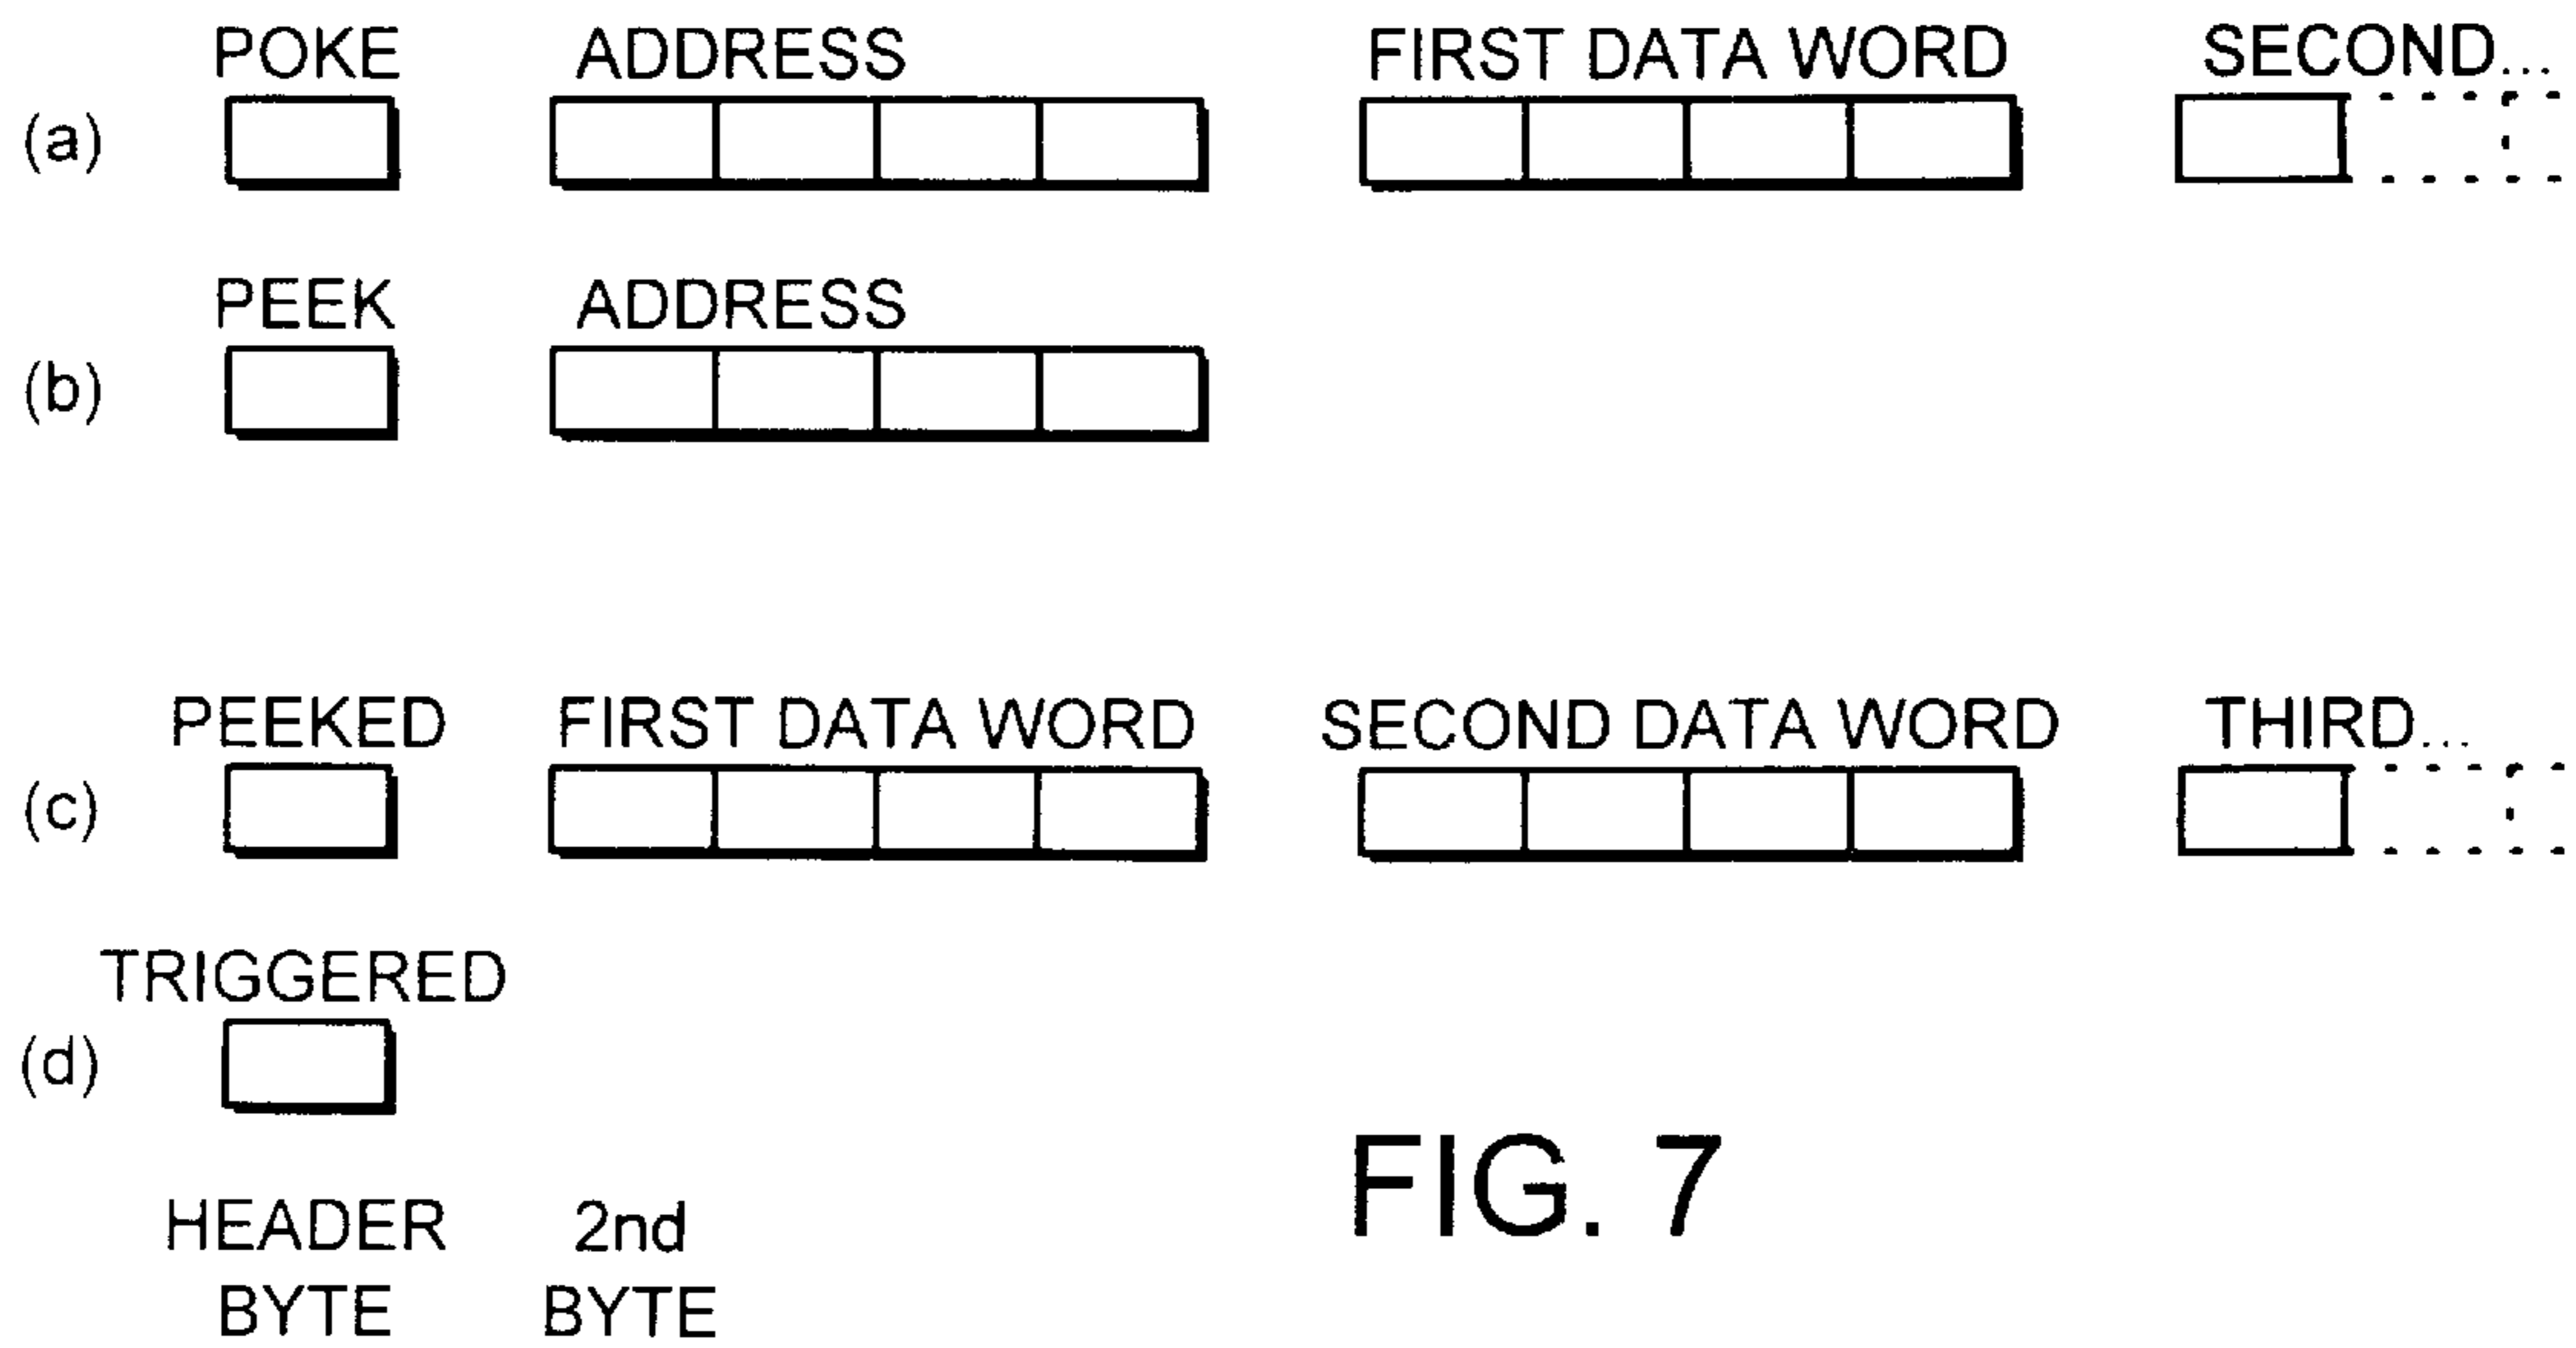 POKE ADDRESS FIRST DATA WORD SECOND...
(a)
PEEK ADDRESS
(b)
PEEKED FIRST DATA WORD SECOND DATA WORD THIRD...
(c)
TRIGGERED
(d)
HEADER 2nd
BYTE BYTE
FIG. 7